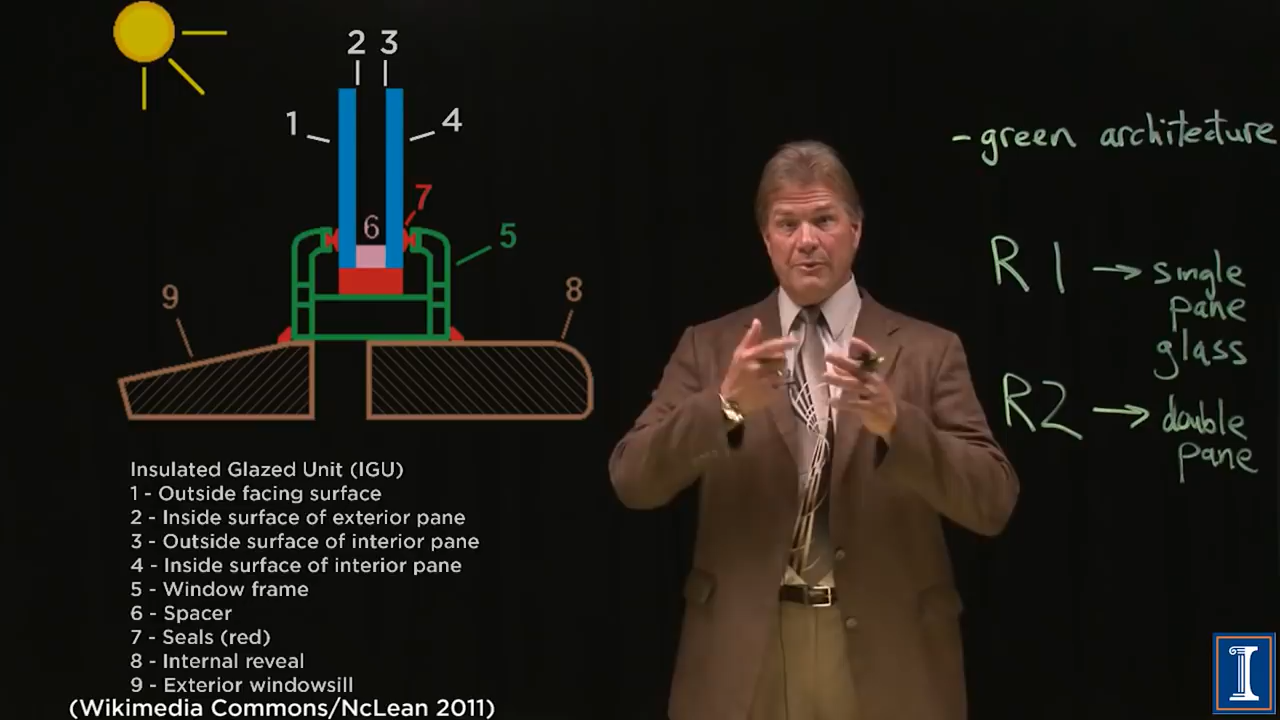 2 3
1
4
7
6
5
9
8
Insulated Glazed Unit (IGU)
1 - Outside facing surface
2 - Inside surface of exterior pane
3 - Outside surface of interior pane
4 - Inside surface of interior pane
5 - Window frame
6 - Spacer
7 - Seals (red)
8 - Internal reveal
9 - Exterior windowsill
(Wikimedia Commons/NcLean 2011)
- green architecture
R 1 → single
pane
glass
R2 → double
pane
I